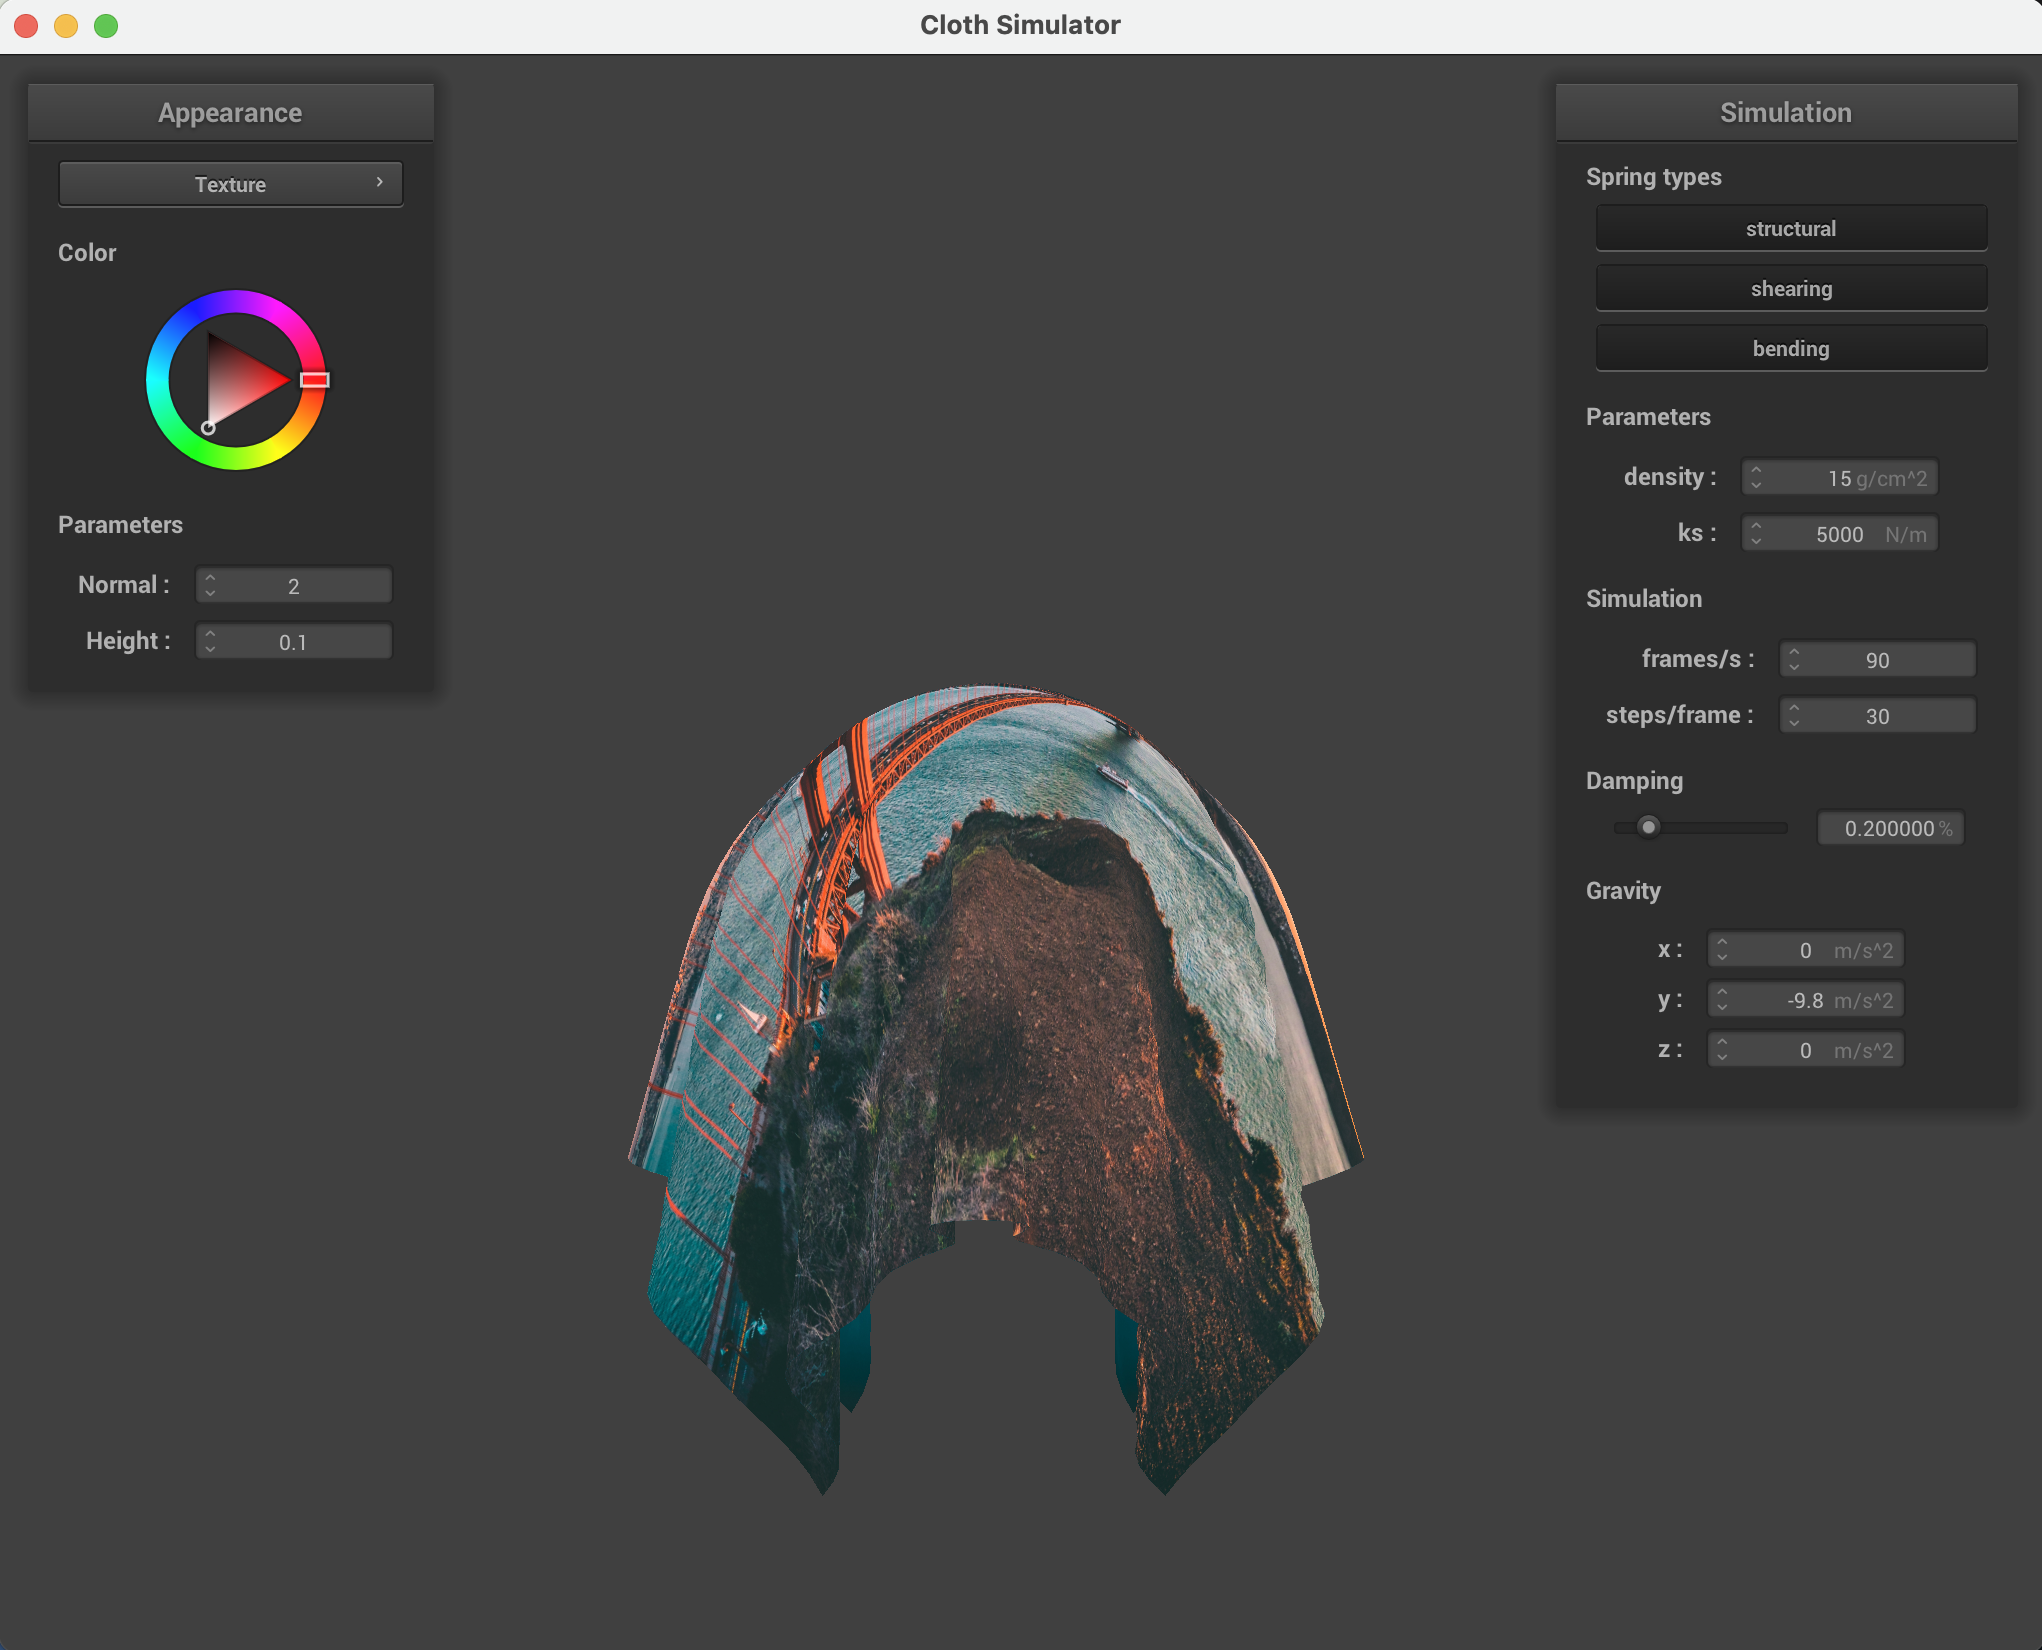 Cloth Simulator
Appearance
Texture
Color
Parameters
Normal : 2
Height : 0.1
Simulation
Spring types
structural
shearing
bending
Parameters
density : 15 g/cm^2
ks : 5000 N/m
Simulation
frames/s : 90
steps/frame : 30
Damping
0.200000 %
Gravity
x : 0 m/s^2
y : -9.8 m/s^2
z : 0 m/s^2